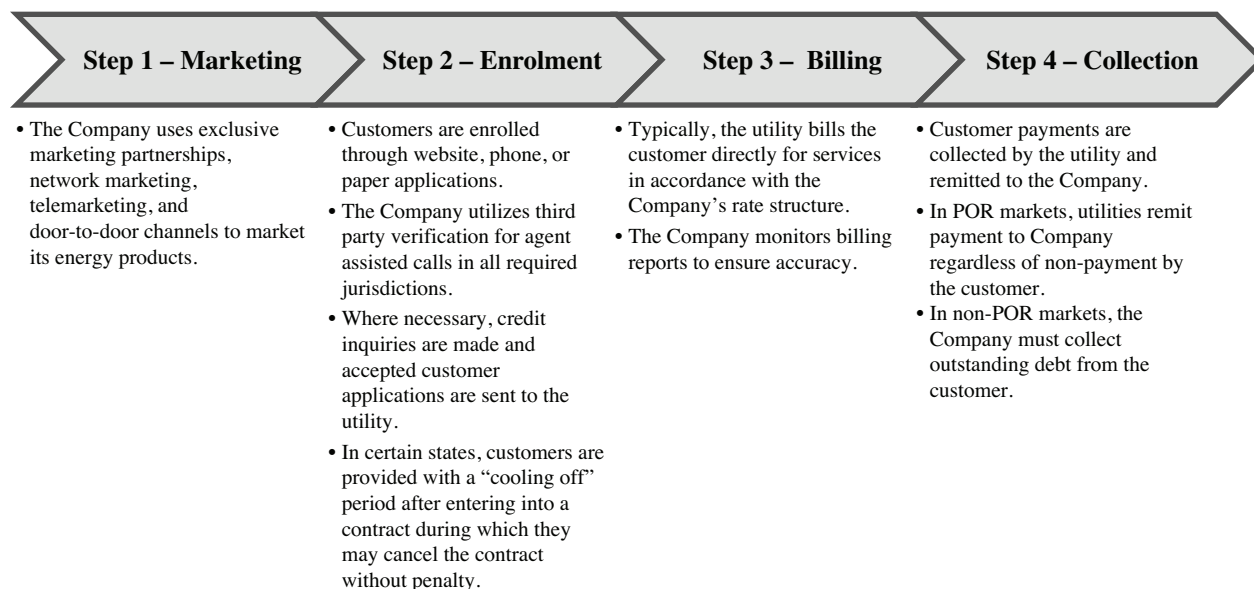 Step 1 – Marketing
Step 2 – Enrolment
Step 3 – Billing
Step 4 – Collection
• The Company uses exclusive
marketing partnerships,
network marketing,
telemarketing, and
door-to-door channels to market
its energy products.
• Customers are enrolled
through website, phone, or
paper applications.
• The Company utilizes third
party verification for agent
assisted calls in all required
jurisdictions.
• Where necessary, credit
inquiries are made and
accepted customer
applications are sent to the
utility.
• In certain states, customers are
provided with a “cooling off”
period after entering into a
contract during which they
may cancel the contract
without penalty.
• Typically, the utility bills the
customer directly for services
in accordance with the
Company’s rate structure.
• The Company monitors billing
reports to ensure accuracy.
• Customer payments are
collected by the utility and
remitted to the Company.
• In POR markets, utilities remit
payment to Company
regardless of non-payment by
the customer.
• In non-POR markets, the
Company must collect
outstanding debt from the
customer.